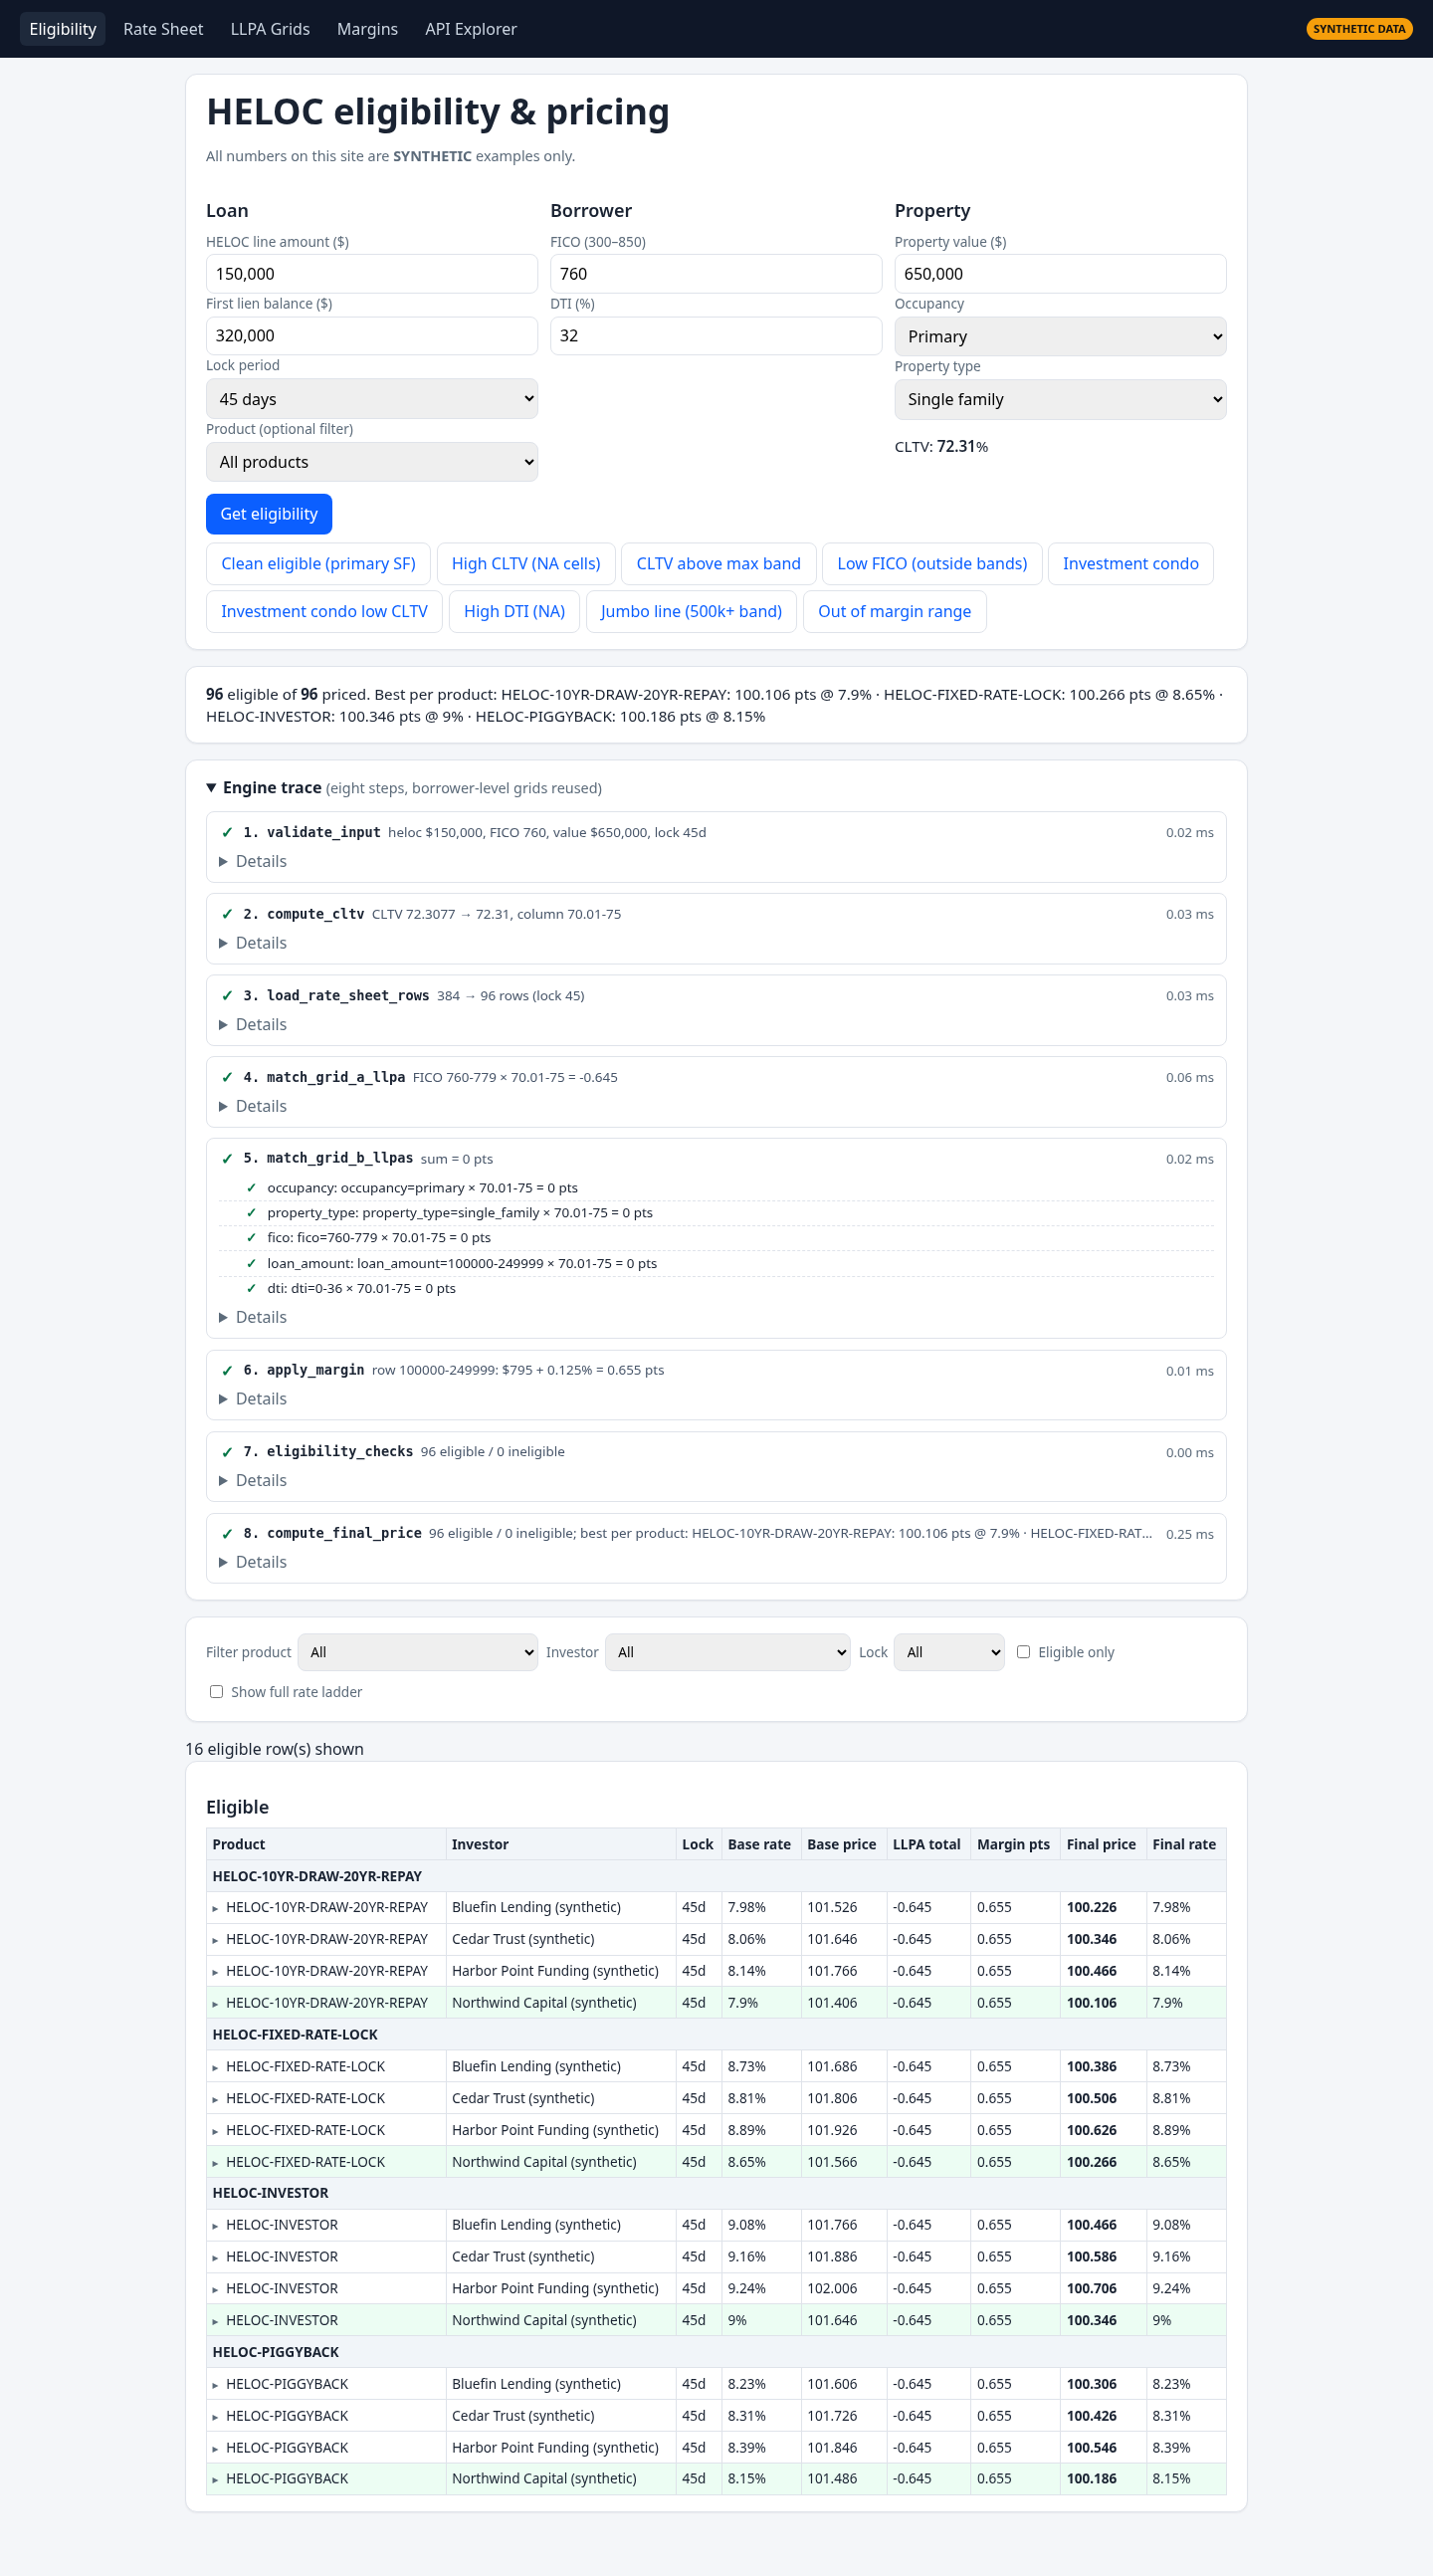 Eligibility Rate Sheet LLPA Grids Margins API Explorer SYNTHETIC DATA
HELOC eligibility & pricing
All numbers on this site are SYNTHETIC examples only.
Loan
HELOC line amount ($)
150,000
First lien balance ($)
320,000
Lock period
45 days
Product (optional filter)
All products
Borrower
FICO (300–850)
760
DTI (%)
32
Property
Property value ($)
650,000
Occupancy
Primary
Property type
Single family
CLTV: 72.31%
Get eligibility
Clean eligible (primary SF) High CLTV (NA cells) CLTV above max band Low FICO (outside bands) Investment condo
Investment condo low CLTV High DTI (NA) Jumbo line (500k+ band) Out of margin range
96 eligible of 96 priced. Best per product: HELOC-10YR-DRAW-20YR-REPAY: 100.106 pts @ 7.9% · HELOC-FIXED-RATE-LOCK: 100.266 pts @ 8.65% ·
HELOC-INVESTOR: 100.346 pts @ 9% · HELOC-PIGGYBACK: 100.186 pts @ 8.15%
▼ Engine trace (eight steps, borrower-level grids reused)
✓ 1. validate_input heloc $150,000, FICO 760, value $650,000, lock 45d 0.02 ms
▶ Details
✓ 2. compute_cltv CLTV 72.3077 → 72.31, column 70.01-75 0.03 ms
▶ Details
✓ 3. load_rate_sheet_rows 384 → 96 rows (lock 45) 0.03 ms
▶ Details
✓ 4. match_grid_a_llpa FICO 760-779 × 70.01-75 = -0.645 0.06 ms
▶ Details
✓ 5. match_grid_b_llpas sum = 0 pts 0.02 ms
✓ occupancy: occupancy=primary × 70.01-75 = 0 pts
✓ property_type: property_type=single_family × 70.01-75 = 0 pts
✓ fico: fico=760-779 × 70.01-75 = 0 pts
✓ loan_amount: loan_amount=100000-249999 × 70.01-75 = 0 pts
✓ dti: dti=0-36 × 70.01-75 = 0 pts
▶ Details
✓ 6. apply_margin row 100000-249999: $795 + 0.125% = 0.655 pts 0.01 ms
▶ Details
✓ 7. eligibility_checks 96 eligible / 0 ineligible 0.00 ms
▶ Details
✓ 8. compute_final_price 96 eligible / 0 ineligible; best per product: HELOC-10YR-DRAW-20YR-REPAY: 100.106 pts @ 7.9% · HELOC-FIXED-RAT... 0.25 ms
▶ Details
Filter product All Investor All Lock All Eligible only
Show full rate ladder
16 eligible row(s) shown
Eligible
Product Investor Lock Base rate Base price LLPA total Margin pts Final price Final rate
HELOC-10YR-DRAW-20YR-REPAY
▸ HELOC-10YR-DRAW-20YR-REPAY Bluefin Lending (synthetic) 45d 7.98% 101.526 -0.645 0.655 100.226 7.98%
▸ HELOC-10YR-DRAW-20YR-REPAY Cedar Trust (synthetic) 45d 8.06% 101.646 -0.645 0.655 100.346 8.06%
▸ HELOC-10YR-DRAW-20YR-REPAY Harbor Point Funding (synthetic) 45d 8.14% 101.766 -0.645 0.655 100.466 8.14%
▸ HELOC-10YR-DRAW-20YR-REPAY Northwind Capital (synthetic) 45d 7.9% 101.406 -0.645 0.655 100.106 7.9%
HELOC-FIXED-RATE-LOCK
▸ HELOC-FIXED-RATE-LOCK Bluefin Lending (synthetic) 45d 8.73% 101.686 -0.645 0.655 100.386 8.73%
▸ HELOC-FIXED-RATE-LOCK Cedar Trust (synthetic) 45d 8.81% 101.806 -0.645 0.655 100.506 8.81%
▸ HELOC-FIXED-RATE-LOCK Harbor Point Funding (synthetic) 45d 8.89% 101.926 -0.645 0.655 100.626 8.89%
▸ HELOC-FIXED-RATE-LOCK Northwind Capital (synthetic) 45d 8.65% 101.566 -0.645 0.655 100.266 8.65%
HELOC-INVESTOR
▸ HELOC-INVESTOR Bluefin Lending (synthetic) 45d 9.08% 101.766 -0.645 0.655 100.466 9.08%
▸ HELOC-INVESTOR Cedar Trust (synthetic) 45d 9.16% 101.886 -0.645 0.655 100.586 9.16%
▸ HELOC-INVESTOR Harbor Point Funding (synthetic) 45d 9.24% 102.006 -0.645 0.655 100.706 9.24%
▸ HELOC-INVESTOR Northwind Capital (synthetic) 45d 9% 101.646 -0.645 0.655 100.346 9%
HELOC-PIGGYBACK
▸ HELOC-PIGGYBACK Bluefin Lending (synthetic) 45d 8.23% 101.606 -0.645 0.655 100.306 8.23%
▸ HELOC-PIGGYBACK Cedar Trust (synthetic) 45d 8.31% 101.726 -0.645 0.655 100.426 8.31%
▸ HELOC-PIGGYBACK Harbor Point Funding (synthetic) 45d 8.39% 101.846 -0.645 0.655 100.546 8.39%
▸ HELOC-PIGGYBACK Northwind Capital (synthetic) 45d 8.15% 101.486 -0.645 0.655 100.186 8.15%